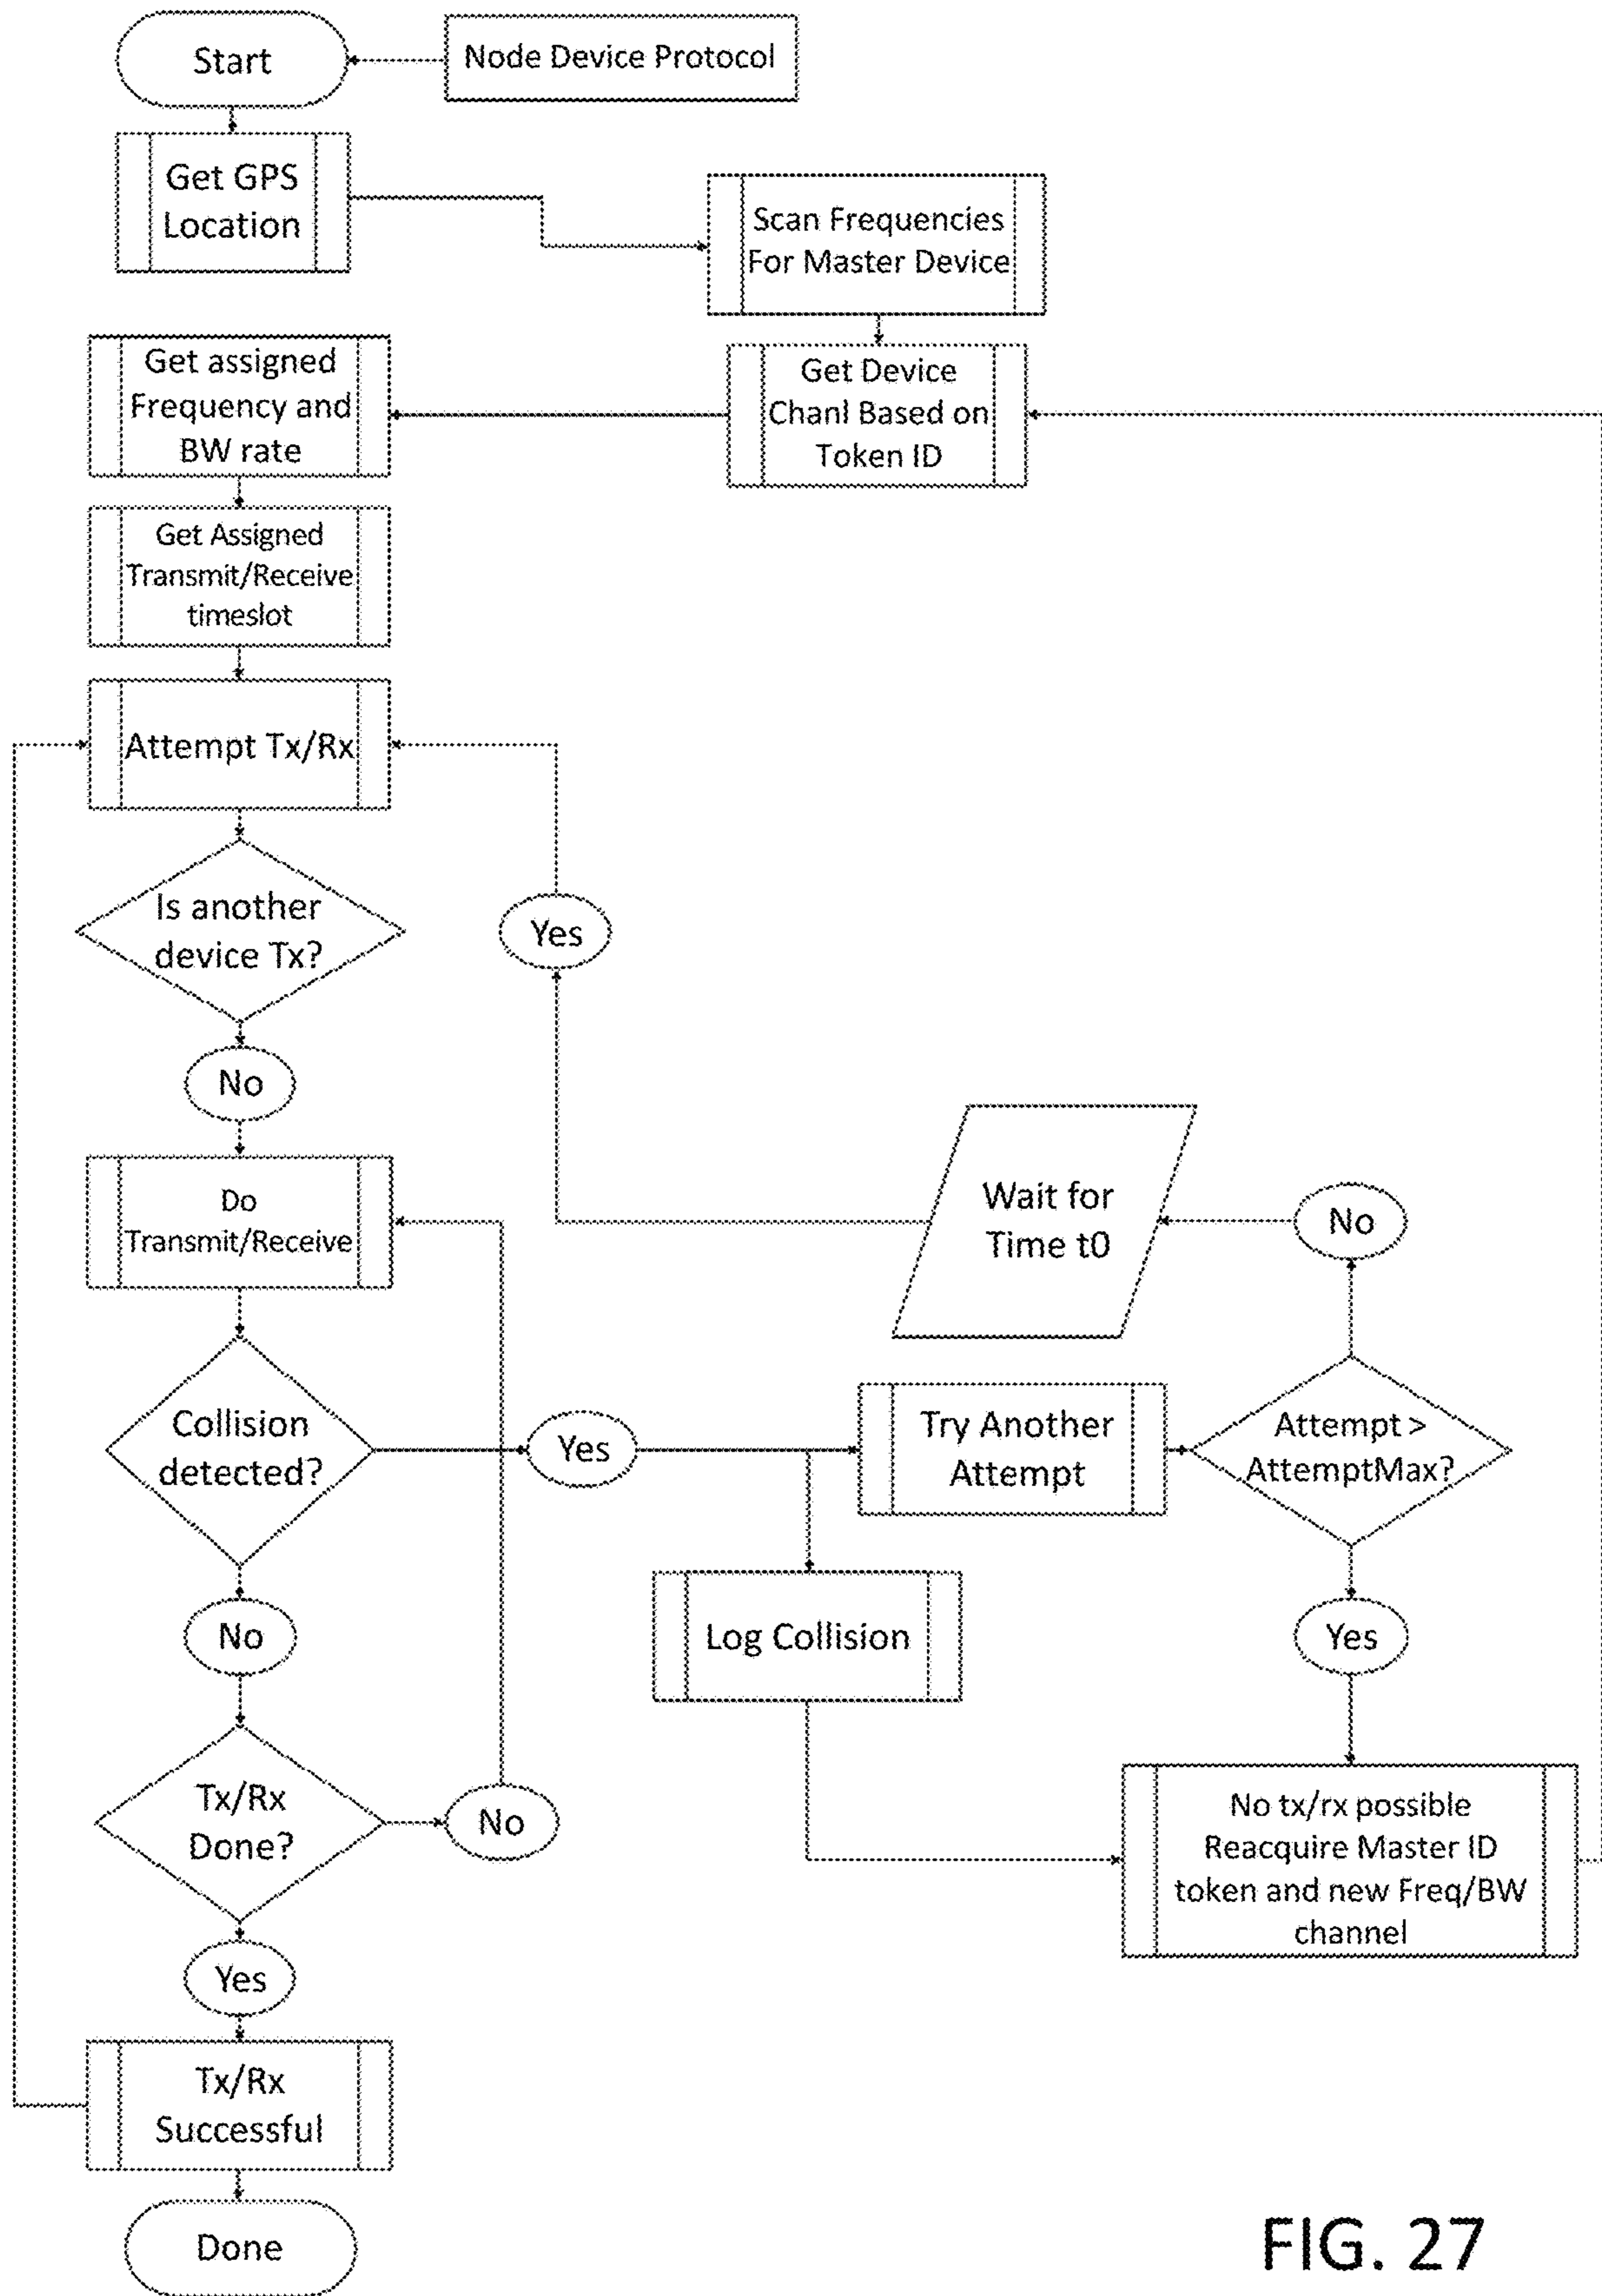 Start
Node Device Protocol
Get GPS
Location
Scan Frequencies
For Master Device
Get Device
Chanl Based on
Token ID
Get assigned
Frequency and
BW rate
Get Assigned
Transmit/Receive
timeslot
Attempt Tx/Rx
Is another
device Tx?
Yes
No
Do
Transmit/Receive
Wait for
Time t0
No
Collision
detected?
Yes
Try Another
Attempt
Attempt >
AttemptMax?
No
Log Collision
Yes
Tx/Rx
Done?
No
No tx/rx possible
Reacquire Master ID
token and new Freq/BW
channel
Yes
Tx/Rx
Successful
Done
FIG. 27